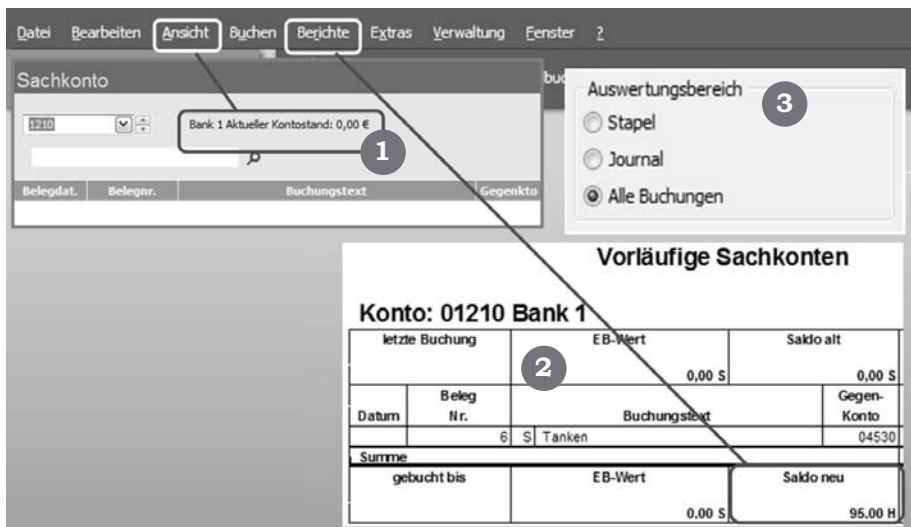 Datei Bearbeiten Ansicht Buchen Berichte Extras Verwaltung Fenster ?
Sachkonto
1210
Bank 1 Aktueller Kontostand: 0,00 €
1
Belegdat. Belegnr. Buchungstext Gegenkto
Auswertungsbereich
3
Stapel
Journal
Alle Buchungen
Vorläufige Sachkonten
Konto: 01210 Bank 1
letzte Buchung EB-Wert Saldo alt
2
0,00 S 0,00 S
Beleg Gegen-
Datum Nr. Buchungstext Konto
6 S Tanken 04530
Summe
gebucht bis EB-Wert Saldo neu
0,00 S 95,00 H